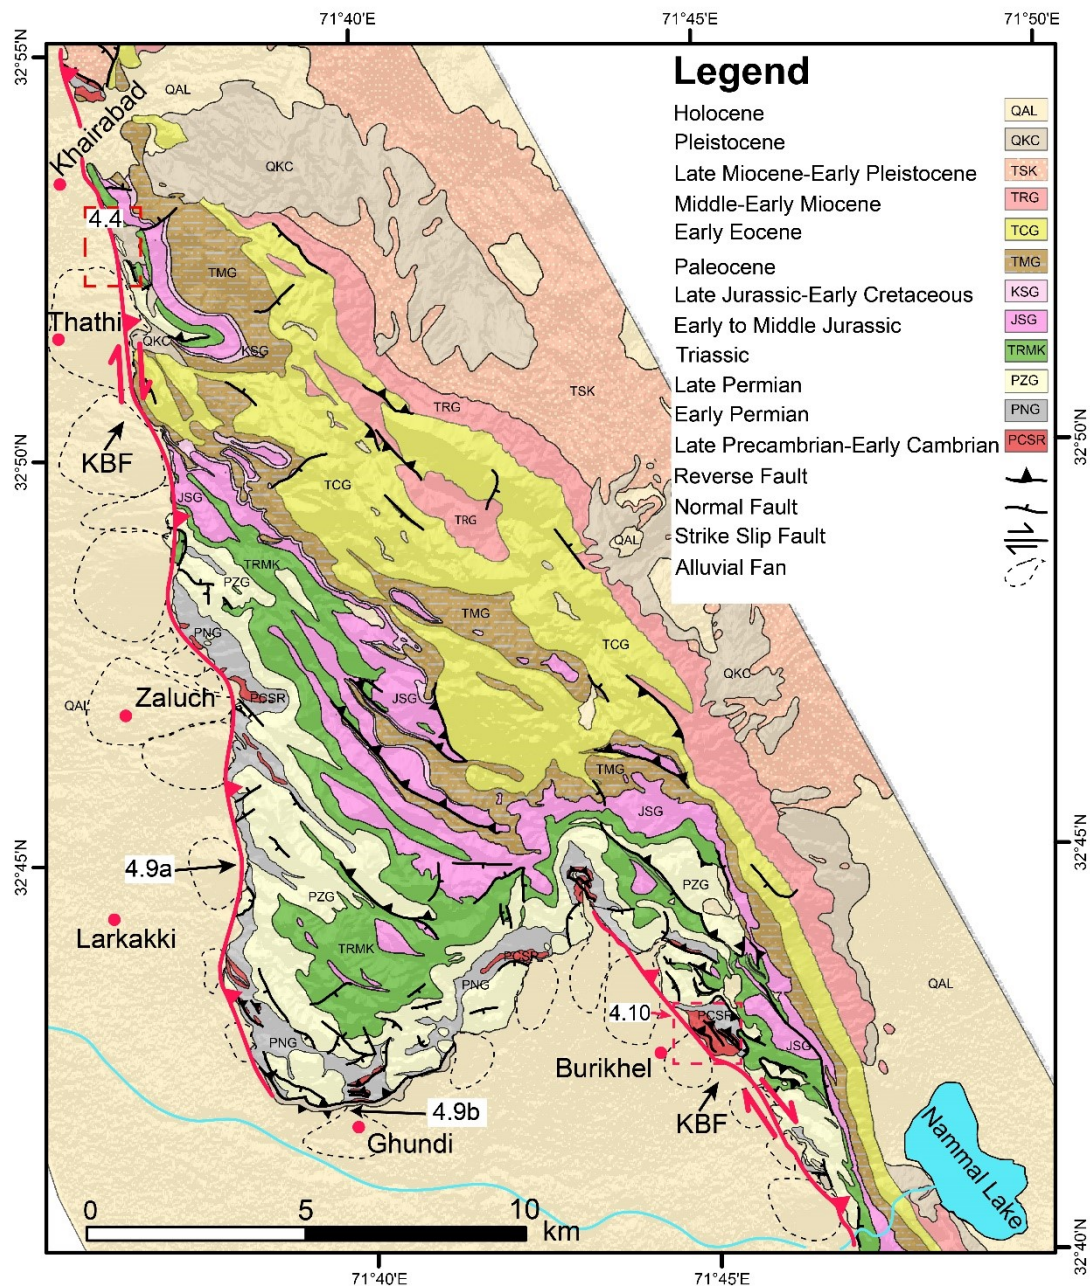 71°40'E
71°45'E
71°50'E
32°55'N
Legend
Holocene QAL
Pleistocene QKC
Late Miocene-Early Pleistocene TSK
Middle-Early Miocene TRG
Early Eocene TCG
Paleocene TMG
Late Jurassic-Early Cretaceous KSG
Early to Middle Jurassic JSG
Triassic TRMK
Late Permian PZG
Early Permian PNG
Late Precambrian-Early Cambrian PCSR
Reverse Fault
Normal Fault
Strike Slip Fault
Alluvial Fan
QAL
Khairabad
QKC
4.4
TMG
Thathi
QKC
KSG
TSK
TRG
32°50'N
32°50'N
KBF
TCG
JSG
TRG
QAL
TRMK
PZG
TMG
PNG
TCG
QKC
PCSR
JSG
QAL
Zaluch
TMG
JSG
32°45'N
32°45'N
4.9a
PZG
PZG
Larkakki
TRMK
PCSR
PNG
QAL
4.10
PCSR
PNG
JSG
Burikhel
4.9b
KBF
Ghundi
Nammal Lake
0 5 10
km
32°40'N
71°40'E
71°45'E